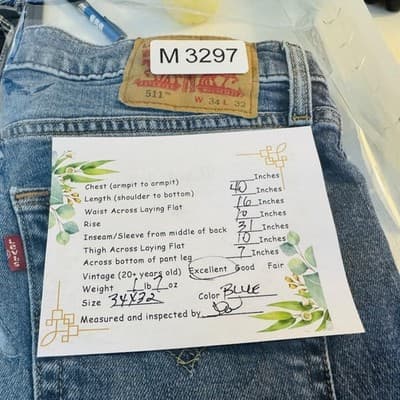 M 3297
511™ W 34 L 32
Chest (armpit to armpit) Inches
Length (shoulder to bottom) 40 Inches
Waist Across Laying Flat 16 Inches
Rise 10 Inches
Inseam/Sleeve from middle of back 31 Inches
Thigh Across Laying Flat 10 Inches
Across bottom of pant leg 7 Inches
Vintage (20+ years old) Excellent Good Fair
Weight 1 lb 7 oz
Size 34X32 Color BLUE
Measured and inspected by